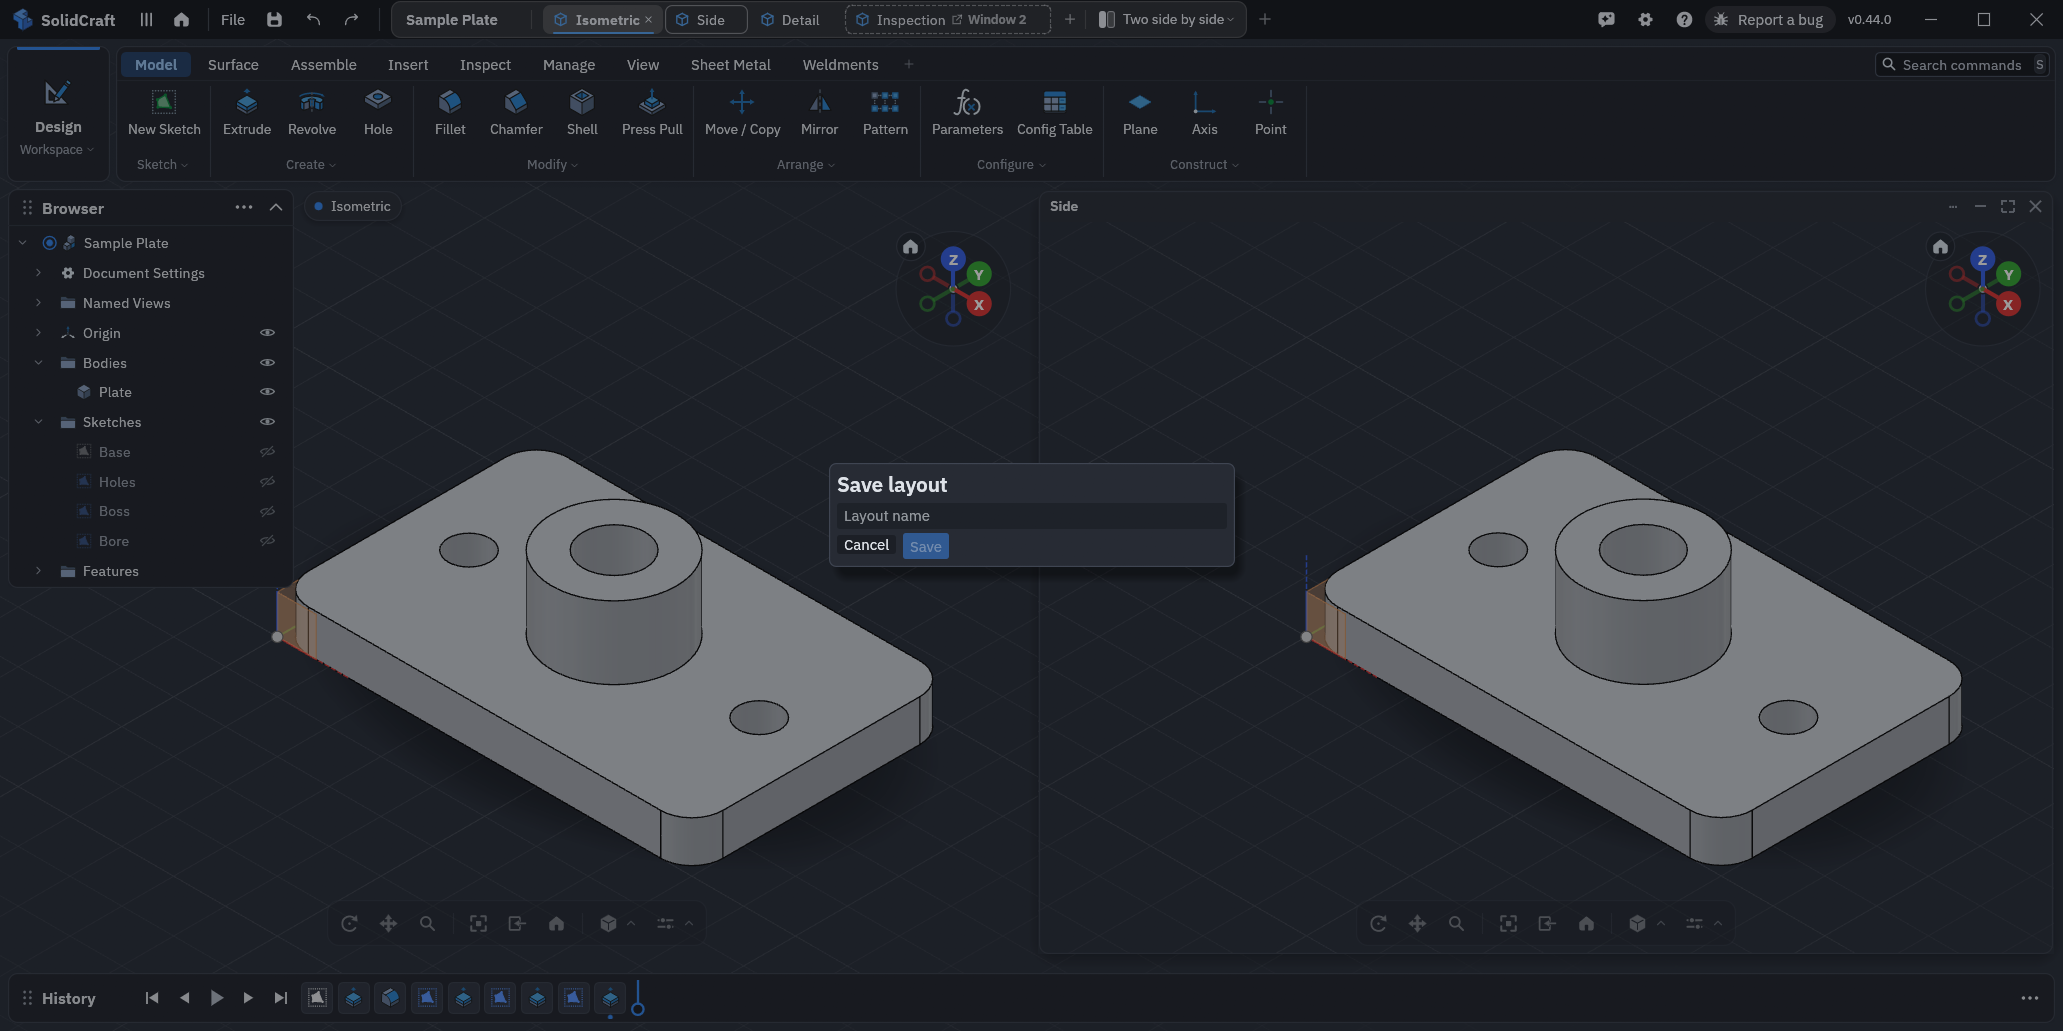 SolidCraft
File
Sample Plate
Isometric
Side
Detail
Inspection Window 2
Two side by side
Report a bug
v0.44.0
Design
Workspace
Model
Surface
Assemble
Insert
Inspect
Manage
View
Sheet Metal
Weldments
Search commands S
New Sketch
Extrude
Revolve
Hole
Fillet
Chamfer
Shell
Press Pull
Move / Copy
Mirror
Pattern
Parameters
Config Table
Plane
Axis
Point
Sketch
Create
Modify
Arrange
Configure
Construct
Browser
Sample Plate
Document Settings
Named Views
Origin
Bodies
Plate
Sketches
Base
Holes
Boss
Bore
Features
Isometric
Z
Y
X
Side
Z
Y
X
Save layout
Layout name
Cancel
Save
History